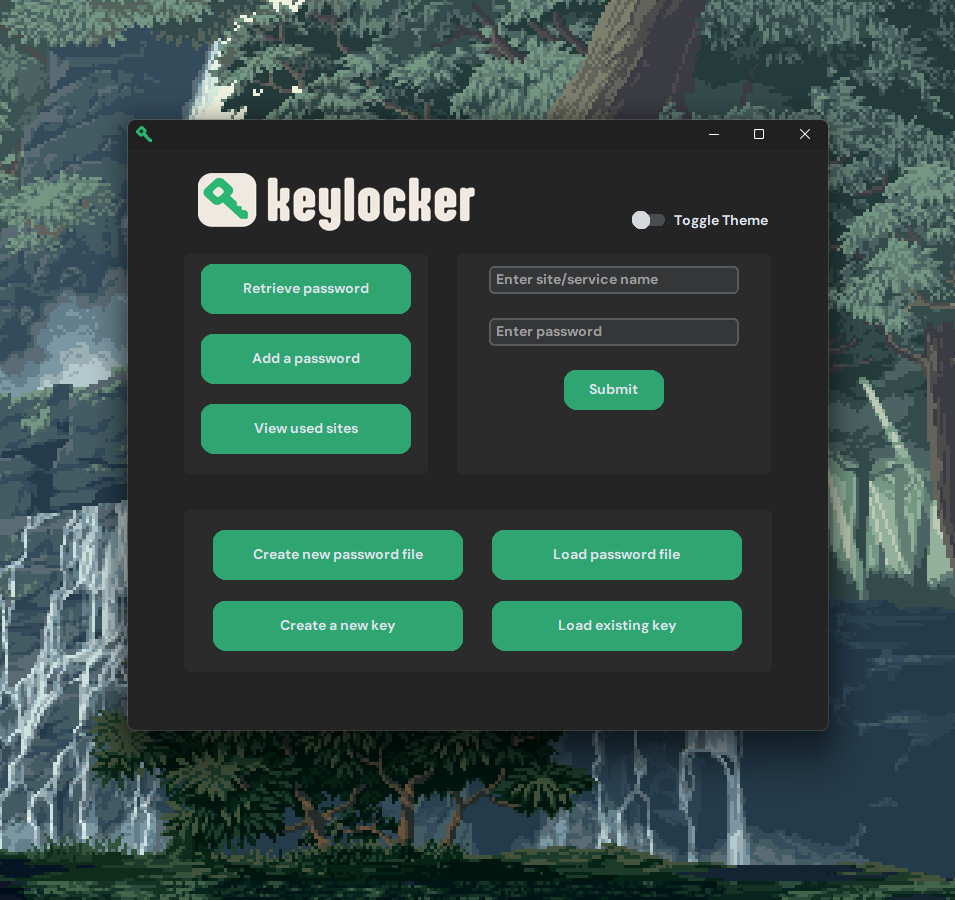 keylocker
Toggle Theme
Retrieve password
Add a password
View used sites
Enter site/service name
Enter password
Submit
Create new password file
Load password file
Create a new key
Load existing key